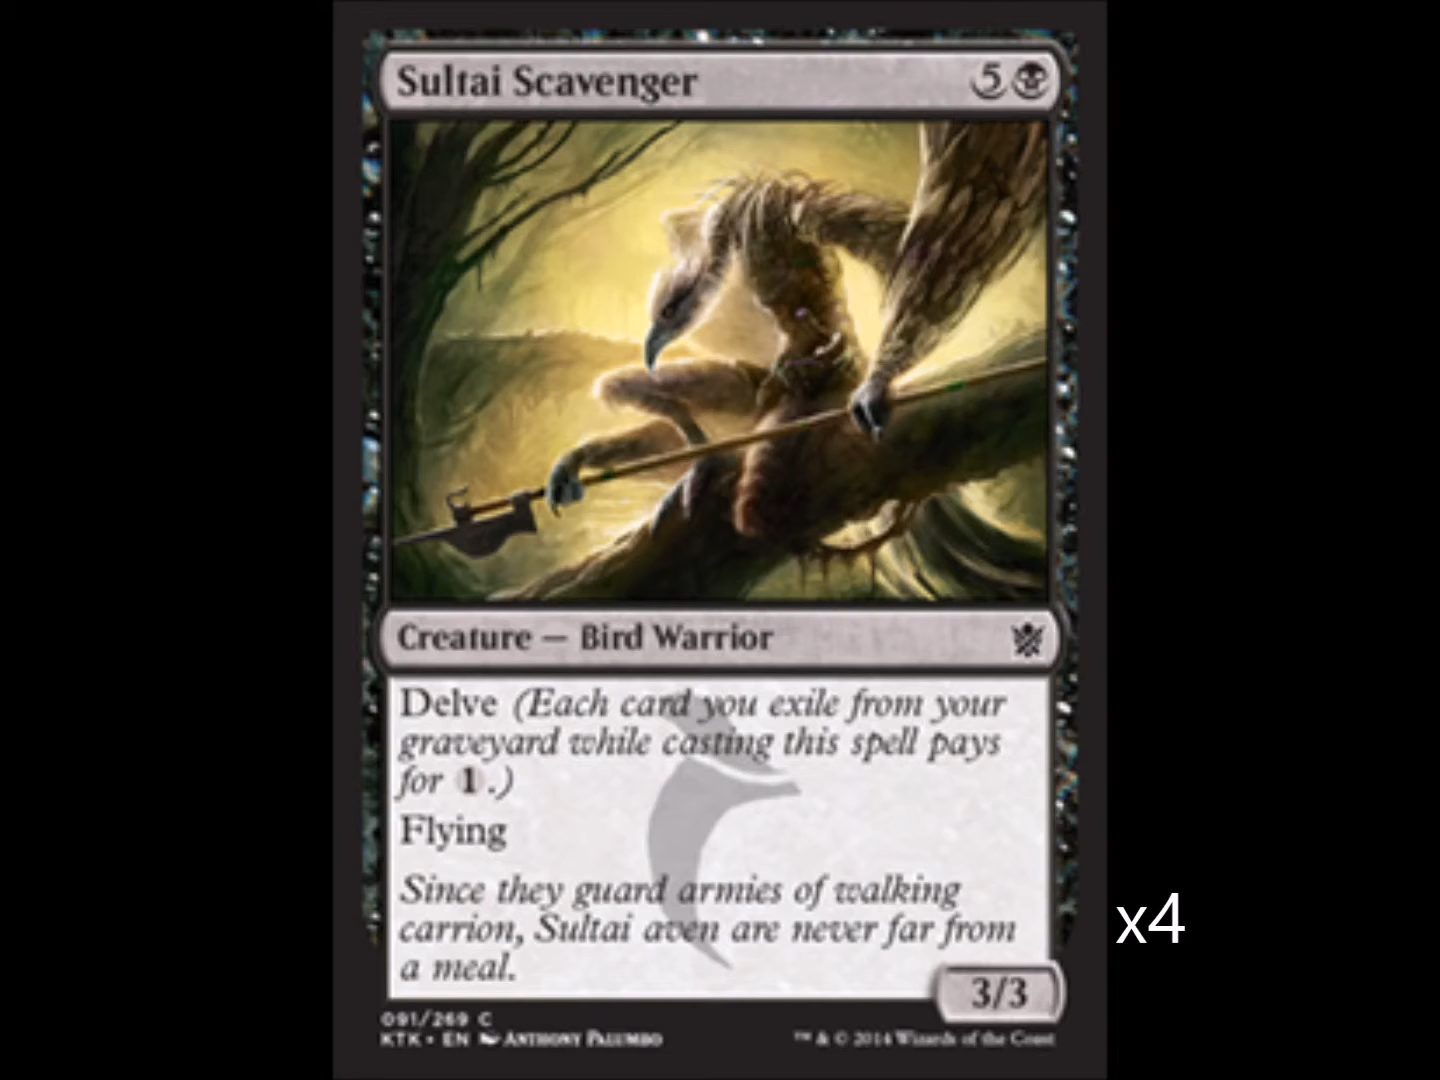 Sultai Scavenger 5
Creature — Bird Warrior
Delve (Each card you exile from your
graveyard while casting this spell pays
for 1.)
Flying
Since they guard armies of walking
carrion, Sultai aven are never far from
a meal.
3/3
x4
091/269 C
KTK • EN Anthony Palumbo
™ & © 2014 Wizards of the Coast